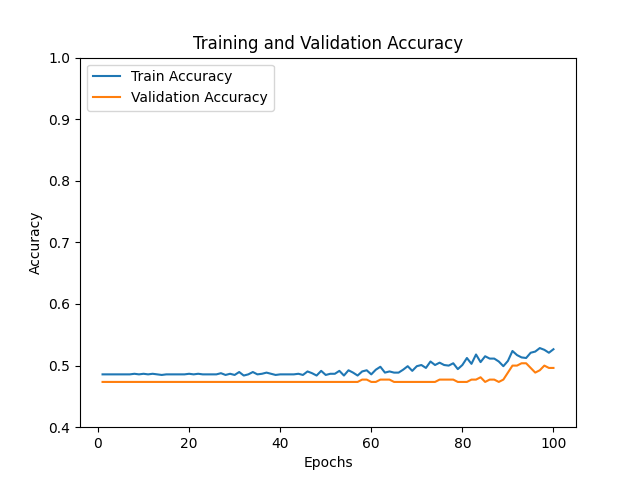 Training and Validation Accuracy
Train Accuracy
Validation Accuracy
Accuracy
1.0
0.9
0.8
0.7
0.6
0.5
0.4
0 20 40 60 80 100
Epochs